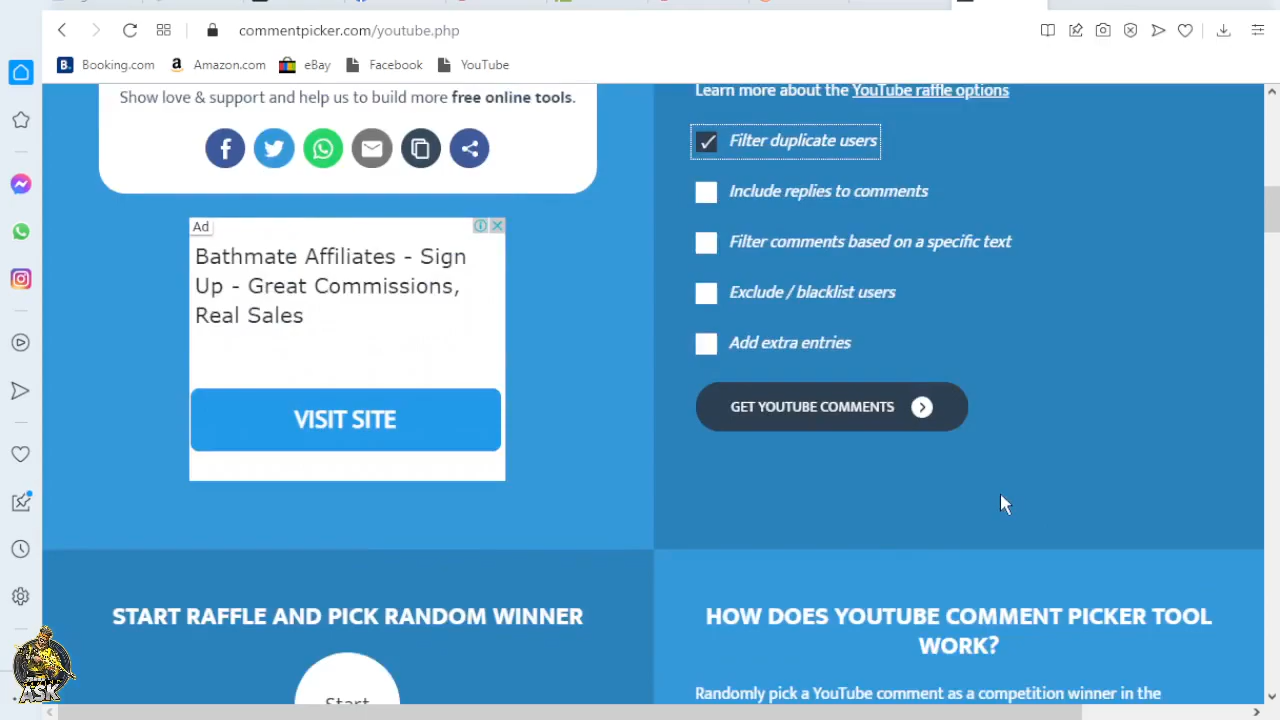 commentpicker.com/youtube.php
B. Booking.com
a Amazon.com
eBay
Facebook
YouTube
Show love & support and help us to build more free online tools.
Ad
Bathmate Affiliates - Sign
Up - Great Commissions,
Real Sales
VISIT SITE
Learn more about the YouTube raffle options
Filter duplicate users
Include replies to comments
Filter comments based on a specific text
Exclude / blacklist users
Add extra entries
GET YOUTUBE COMMENTS
START RAFFLE AND PICK RANDOM WINNER
Start
HOW DOES YOUTUBE COMMENT PICKER TOOL
WORK?
Randomly pick a YouTube comment as a competition winner in the